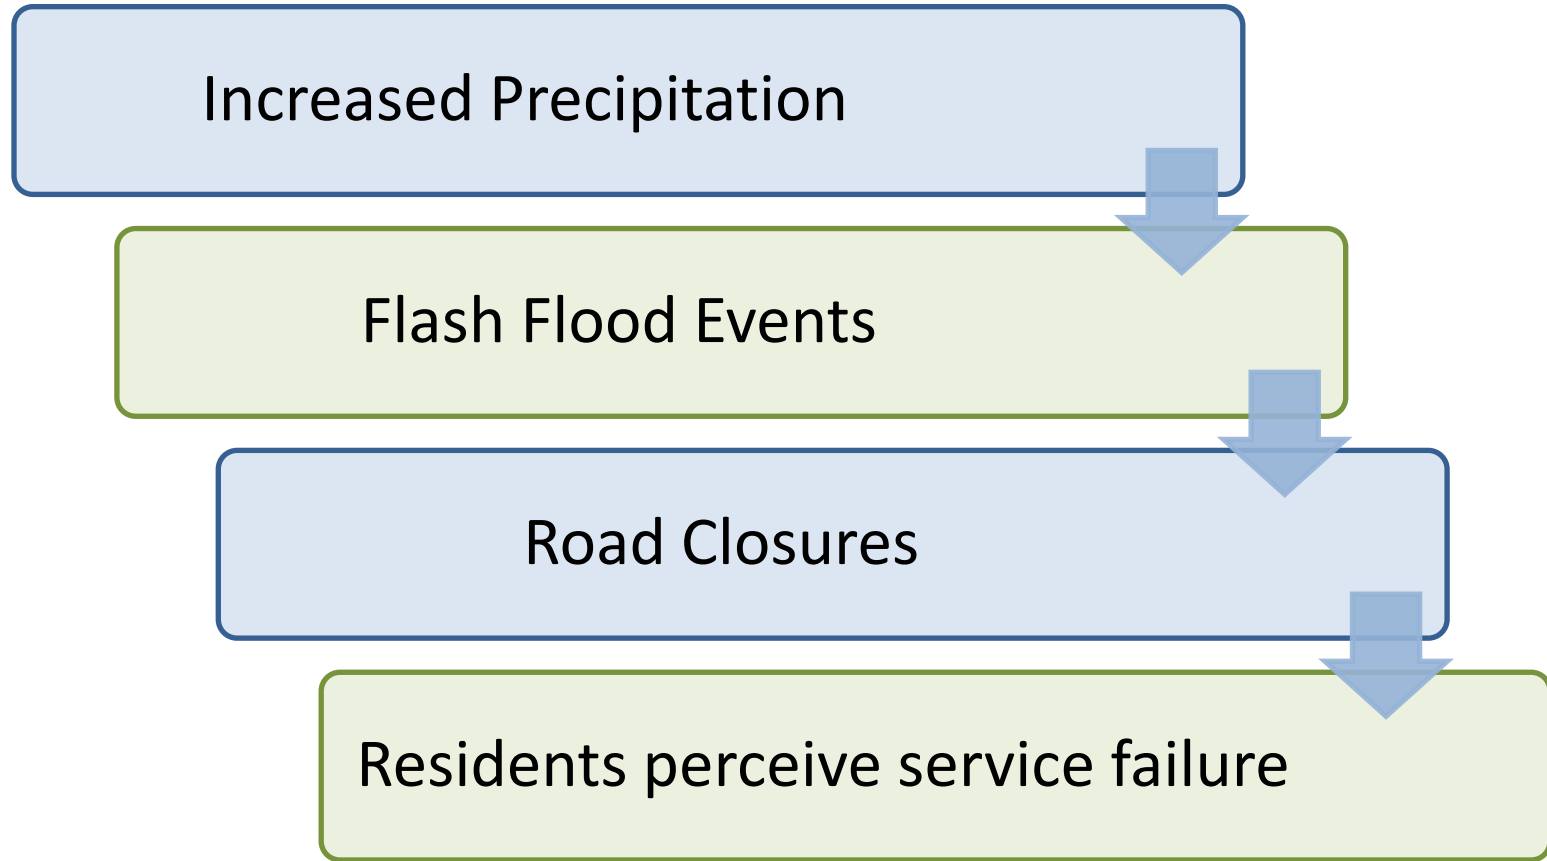 Increased Precipitation
Flash Flood Events
Road Closures
Residents perceive service failure